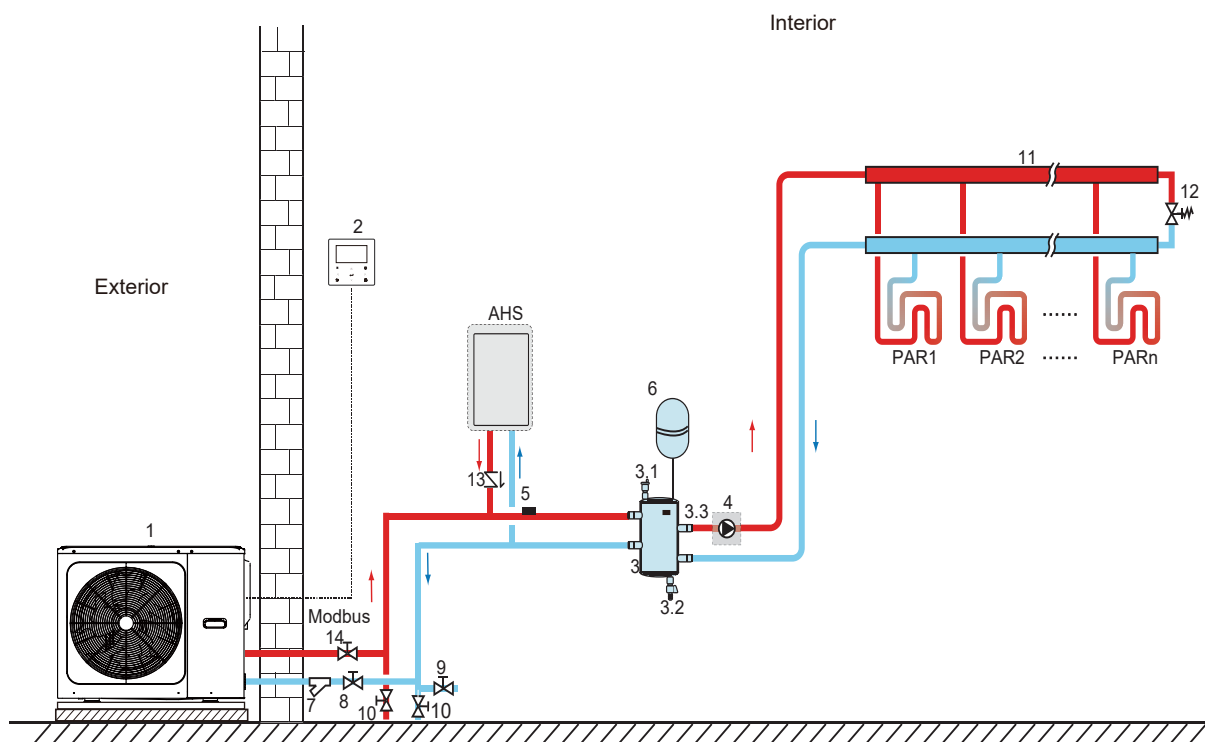 Interior
11
12
2
Exterior
AHS
PAR1 PAR2 ...... PARn
......
6
13
3.1
5
3.3 4
1
3
3.2
Modbus
14
9
7 8 10 10